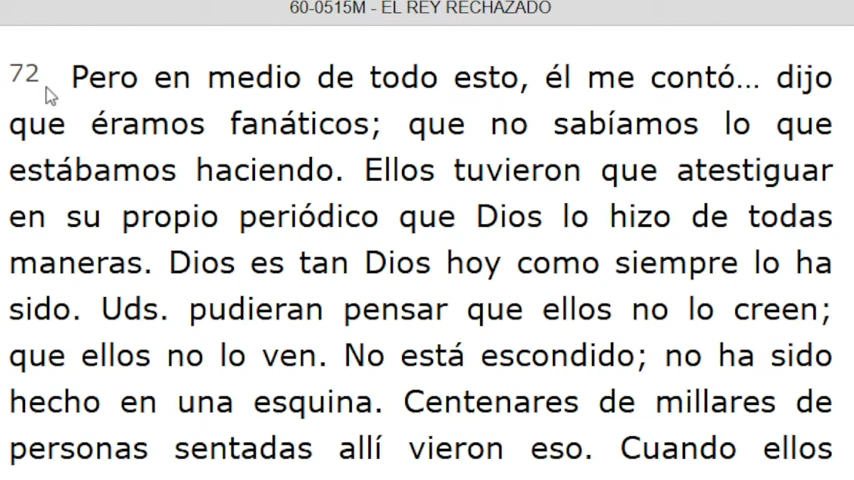 60-0515M - EL REY RECHAZADO
72 Pero en medio de todo esto, él me contó... dijo
que éramos fanáticos; que no sabíamos lo que
estábamos haciendo. Ellos tuvieron que atestiguar
en su propio periódico que Dios lo hizo de todas
maneras. Dios es tan Dios hoy como siempre lo ha
sido. Uds. pudieran pensar que ellos no lo creen;
que ellos no lo ven. No está escondido; no ha sido
hecho en una esquina. Centenares de millares de
personas sentadas allí vieron eso. Cuando ellos